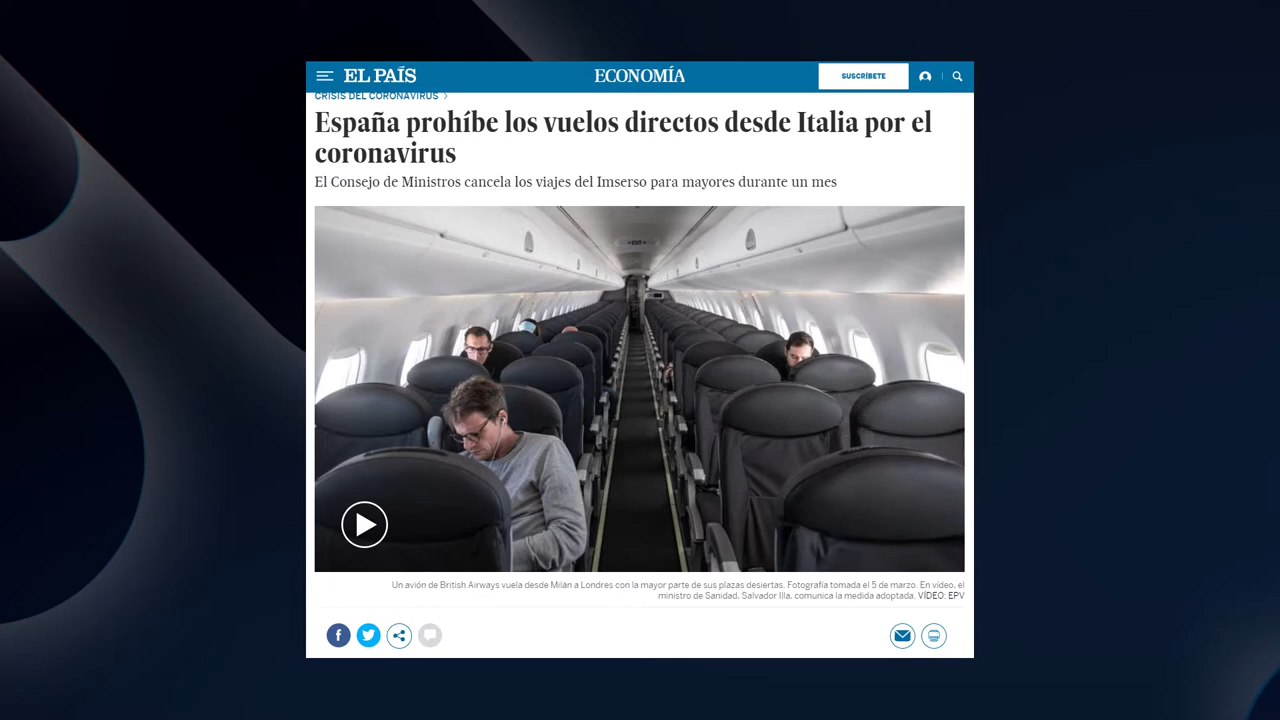 EL PAÍS
ECONOMÍA
SUSCRÍBETE
CRISIS DEL CORONAVIRUS
España prohíbe los vuelos directos desde Italia por el
coronavirus
El Consejo de Ministros cancela los viajes del Imserso para mayores durante un mes
Un avión de British Airways vuela desde Milán a Londres con la mayor parte de sus plazas desiertas. Fotografía tomada el 5 de marzo. En vídeo, el
ministro de Sanidad, Salvador Illa, comunica la medida adoptada. VÍDEO: EPV